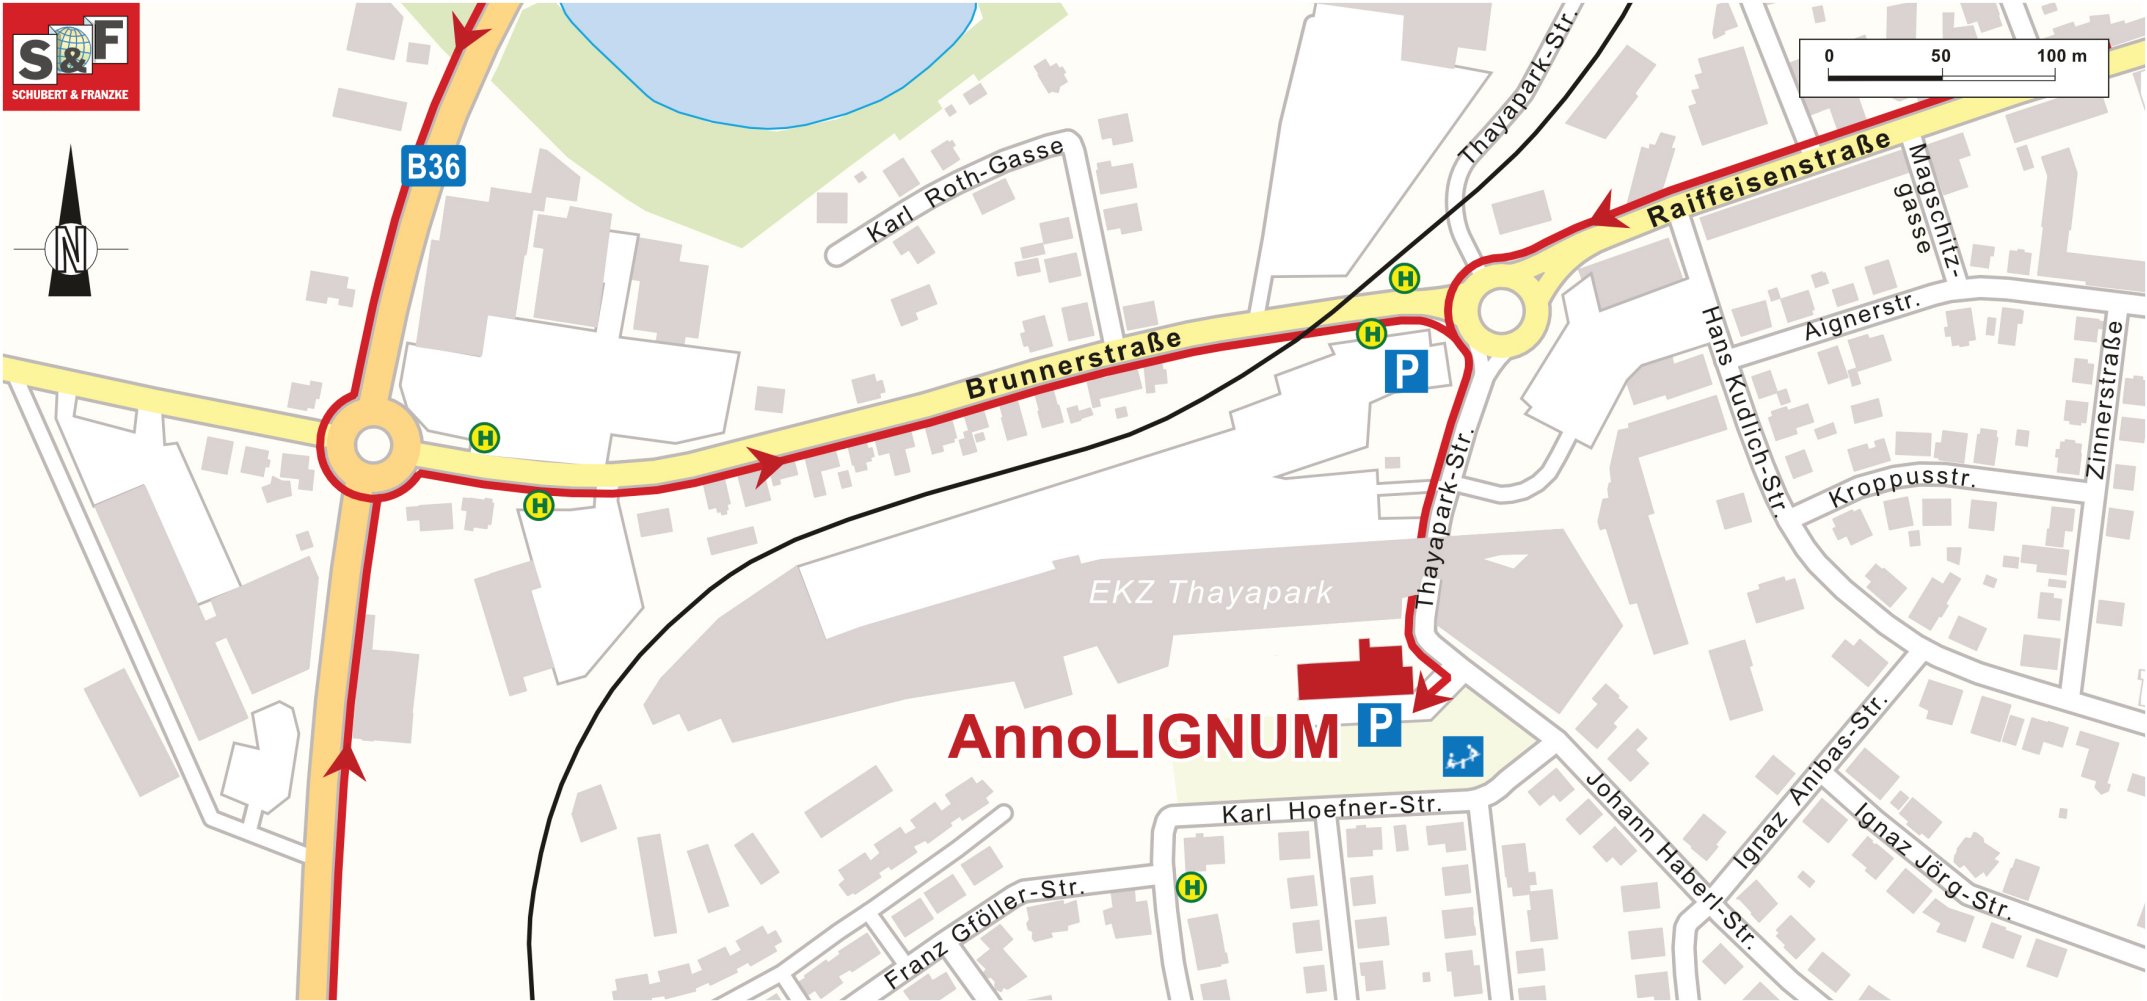 S&F
SCHUBERT & FRANZKE
N
B36
0 50 100 m
Thayapark-Str.
Karl Roth-Gasse
Raiffeisenstraße
Magschitz-
gasse
Brunnerstraße
H
H
P
Hans Kudlich-Str.
Aignerstr.
Zinnerstraße
H
H
Thayapark-Str.
Kroppusstr.
EKZ Thayapark
AnnoLIGNUM
P
Karl Hoefner-Str.
Johann Haberl-Str.
Ignaz Anibas-Str.
Ignaz Jörg-Str.
H
Franz Gföller-Str.